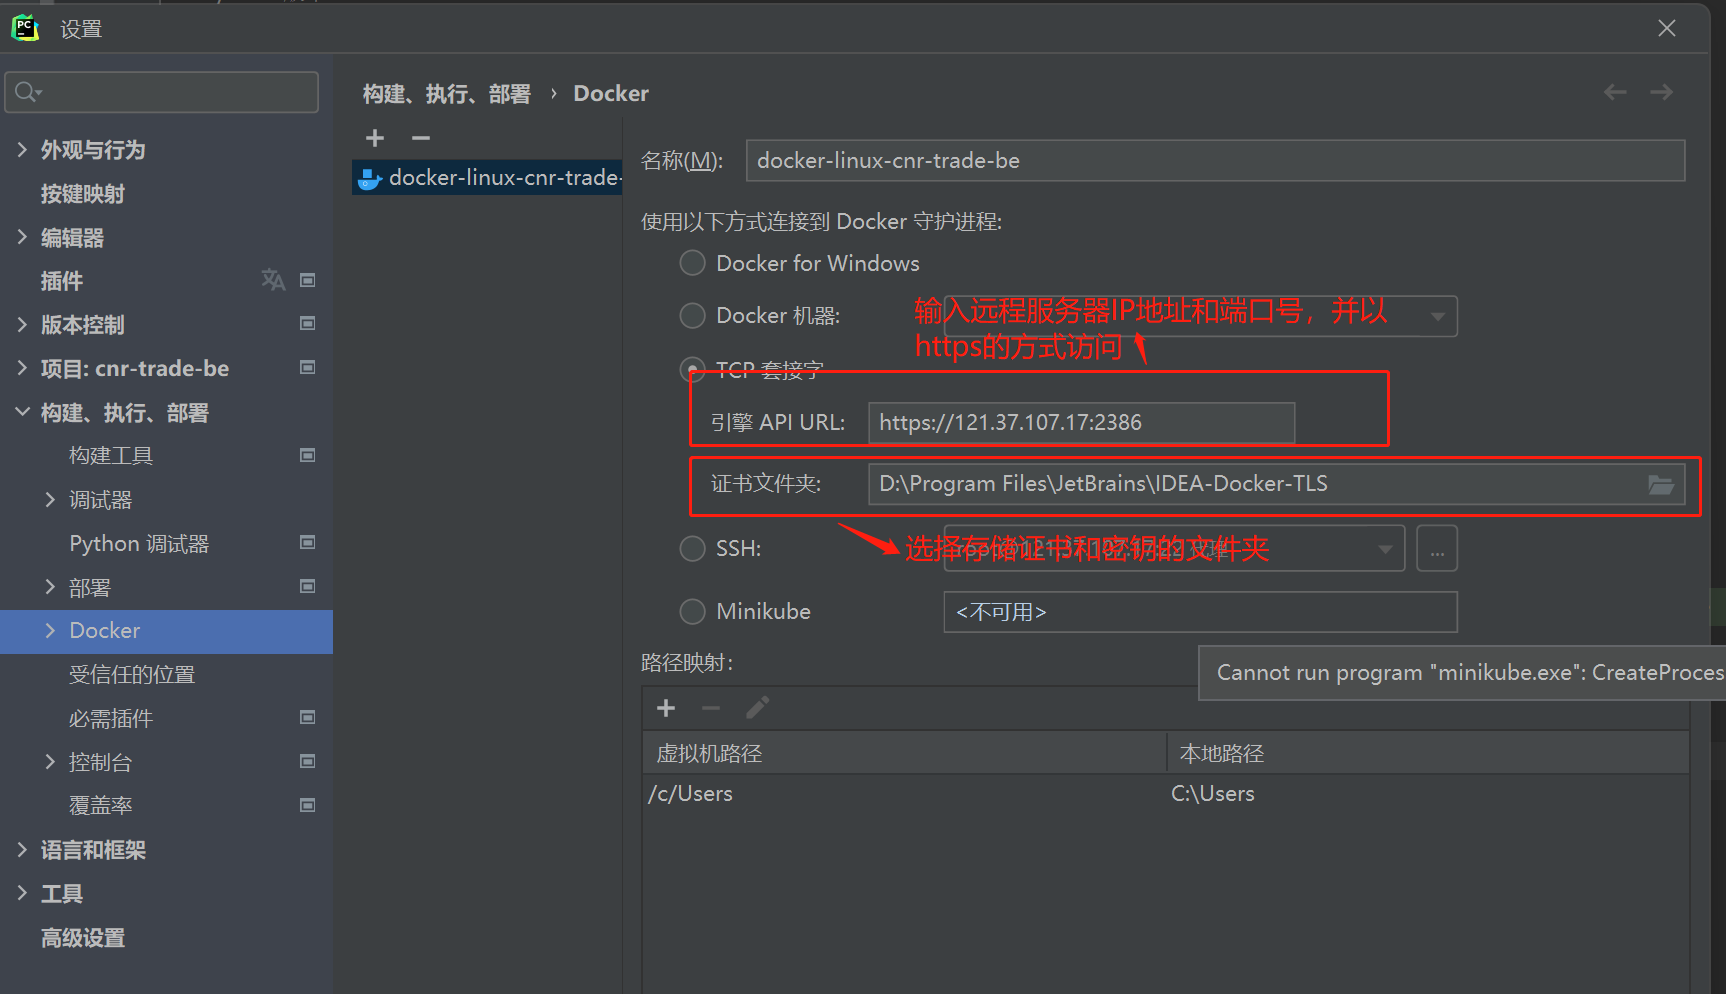 PC
设置
构建、执行、部署 › Docker
外观与行为
按键映射
编辑器
插件
版本控制
项目: cnr-trade-be
构建、执行、部署
构建工具
调试器
Python 调试器
部署
Docker
受信任的位置
必需插件
控制台
覆盖率
语言和框架
工具
高级设置
docker-linux-cnr-trade-
名称(M): docker-linux-cnr-trade-be
使用以下方式连接到 Docker 守护进程:
Docker for Windows
Docker 机器:
输入远程服务器IP地址和端口号，并以
https的方式访问
TCP 套接字
引擎 API URL: https://121.37.107.17:2386
证书文件夹: D:\Program Files\JetBrains\IDEA-Docker-TLS
SSH: ...
选择存储证书和密钥的文件夹
Minikube <不可用>
路径映射:
Cannot run program "minikube.exe": CreateProces
虚拟机路径 本地路径
/c/Users C:\Users